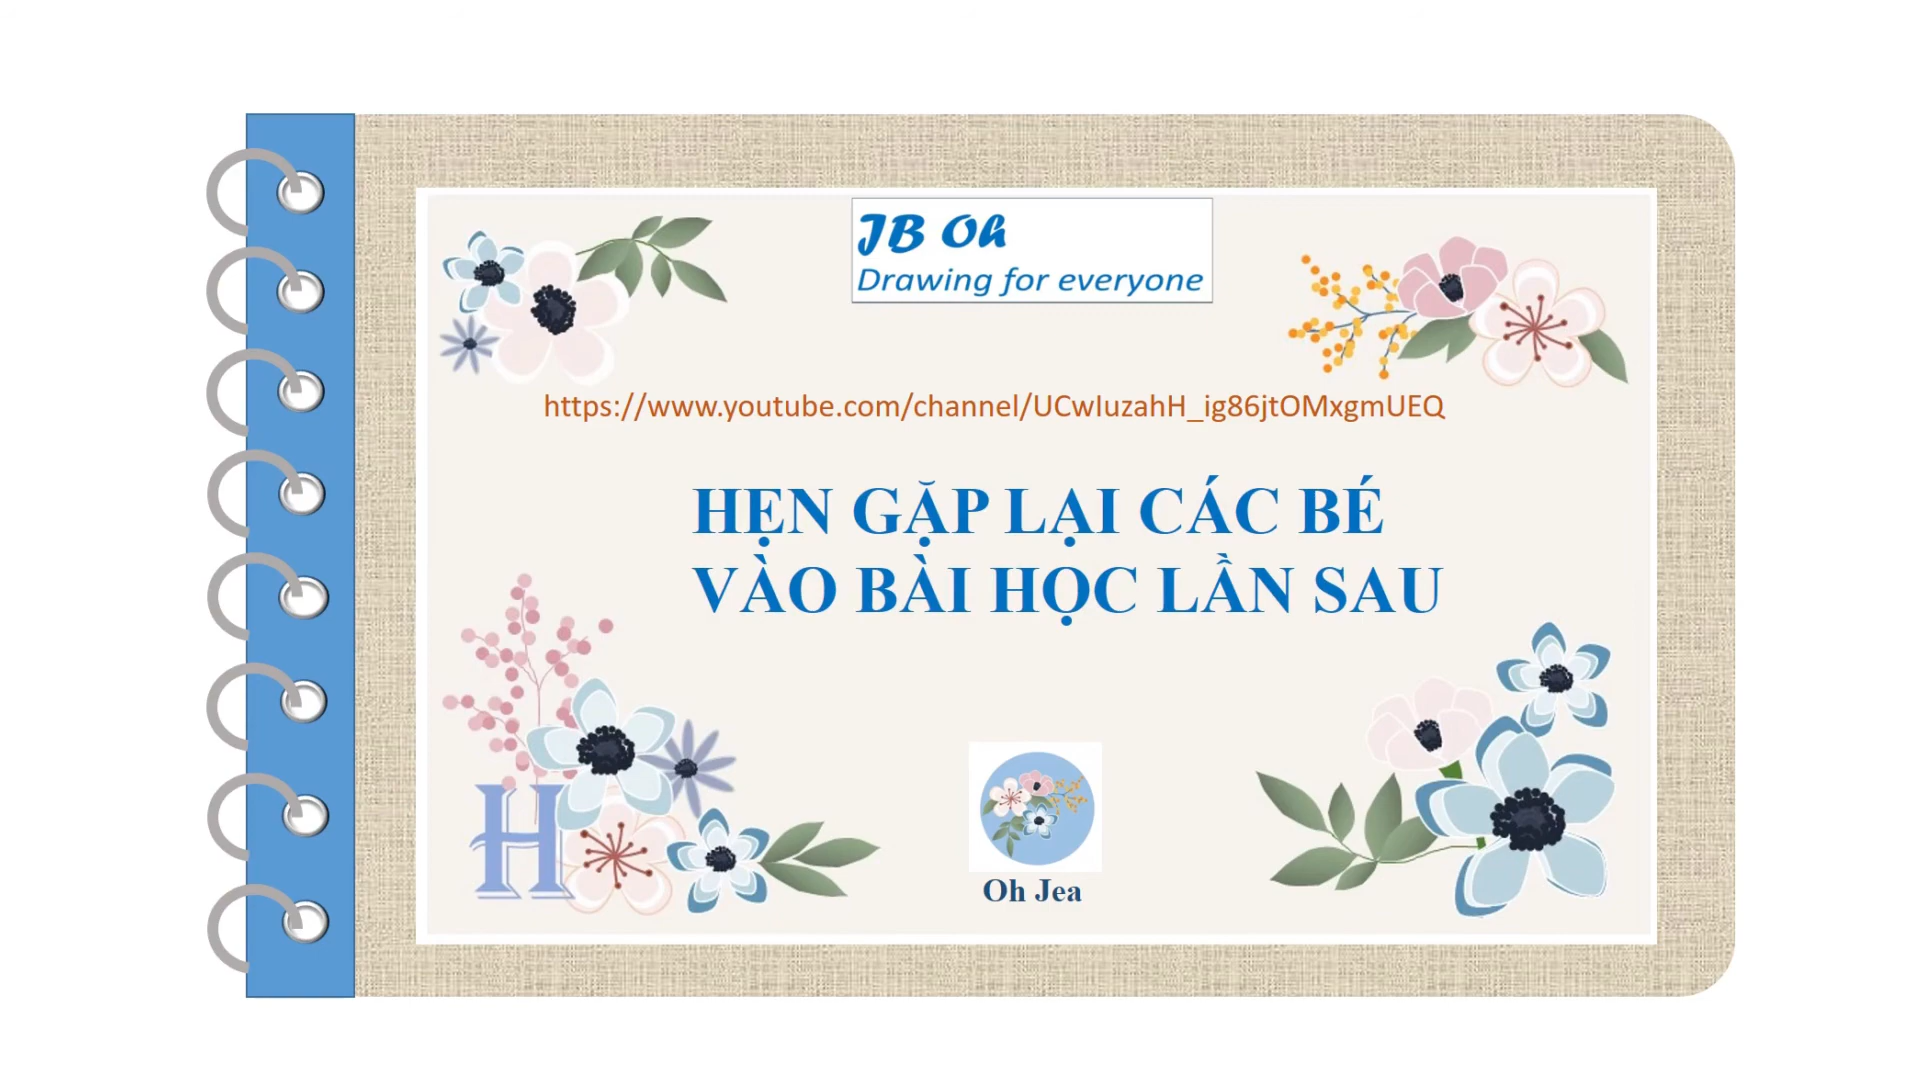 JB Oh
Drawing for everyone
https://www.youtube.com/channel/UCwIuzahH_ig86jtOMxgmUEQ
HẸN GẶP LẠI CÁC BÉ
VÀO BÀI HỌC LẦN SAU
H
Oh Jea